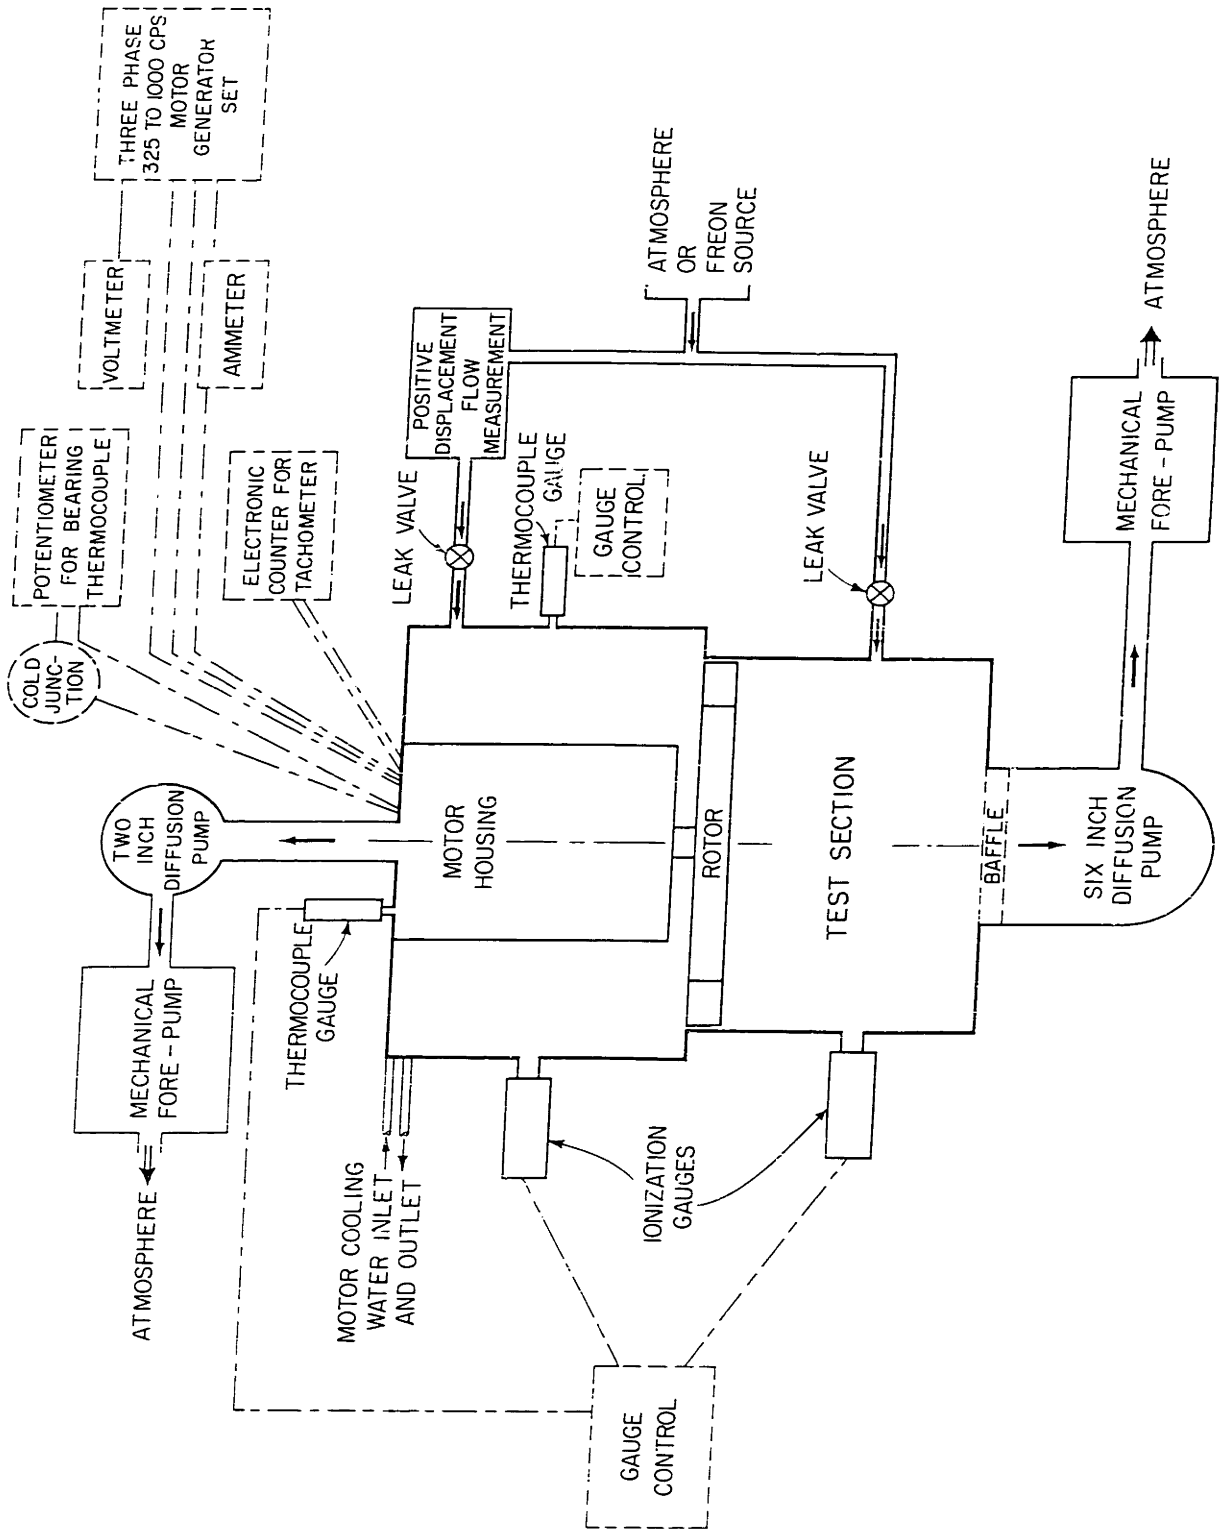 THREE PHASE
325 TO 1000 CPS
MOTOR
GENERATOR
SET
VOLTMETER
AMMETER
POTENTIOMETER
FOR BEARING
THERMOCOUPLE
COLD
JUNC-
TION
ELECTRONIC
COUNTER FOR
TACHOMETER
TWO
INCH
DIFFUSION
PUMP
MECHANICAL
FORE-PUMP
ATMOSPHERE
THERMOCOUPLE
GAUGE
MOTOR COOLING
WATER INLET
AND OUTLET
MOTOR
HOUSING
LEAK VALVE
POSITIVE
DISPLACEMENT
FLOW
MEASUREMENT
THERMOCOUPLE
GAUGE
GAUGE
CONTROL
ATMOSPHERE
OR
FREON
SOURCE
LEAK VALVE
ROTOR
TEST SECTION
IONIZATION
GAUGES
GAUGE
CONTROL
BAFFLE
SIX INCH
DIFFUSION
PUMP
MECHANICAL
FORE-PUMP
ATMOSPHERE